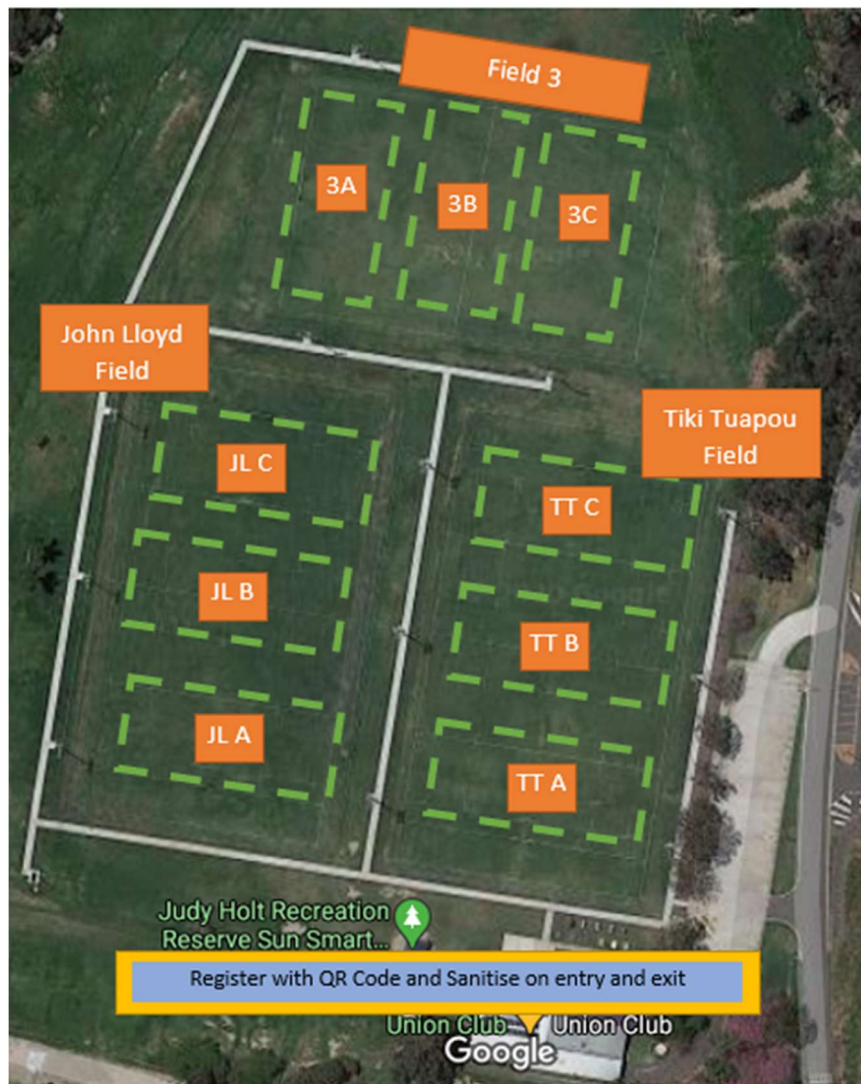 Field 3
3A
3B
3C
John Lloyd
Field
Tiki Tuapou
Field
JL C
TT C
JL B
TT B
JL A
TT A
Judy Holt Recreation
Reserve Sun Smart...
Register with QR Code and Sanitise on entry and exit
Union Club
Union Club
Google